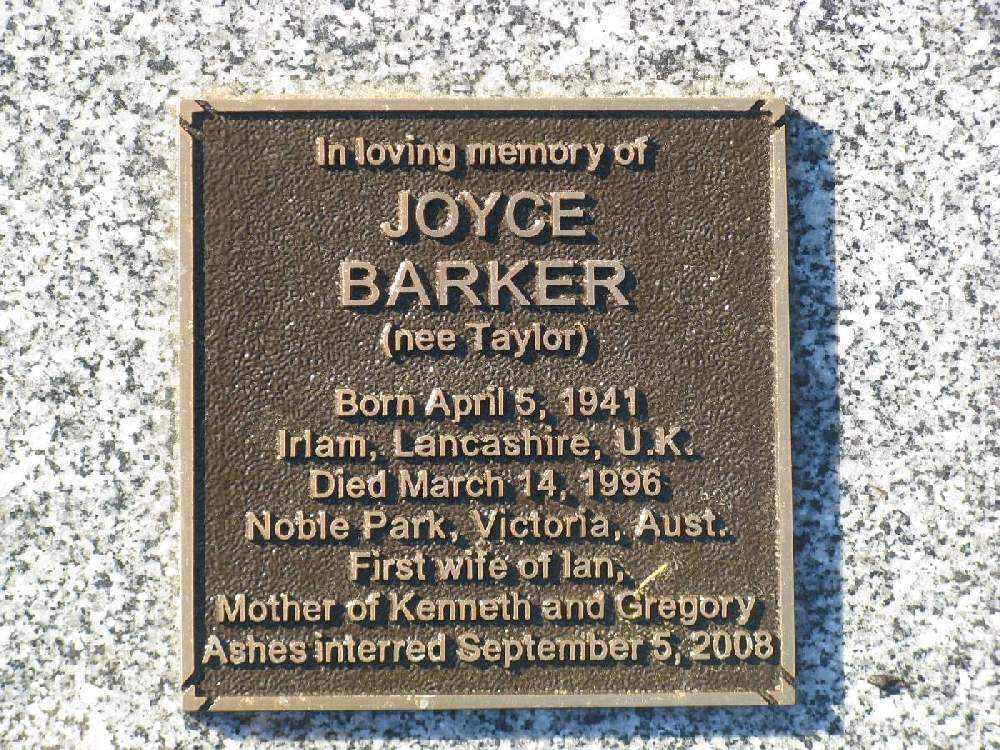 In loving memory of
JOYCE
BARKER
(nee Taylor)
Born April 5, 1941
Irlam, Lancashire, U.K.
Died March 14, 1996
Noble Park, Victoria, Aust..
First wife of Ian,
Mother of Kenneth and Gregory
Ashes interred September 5, 2008